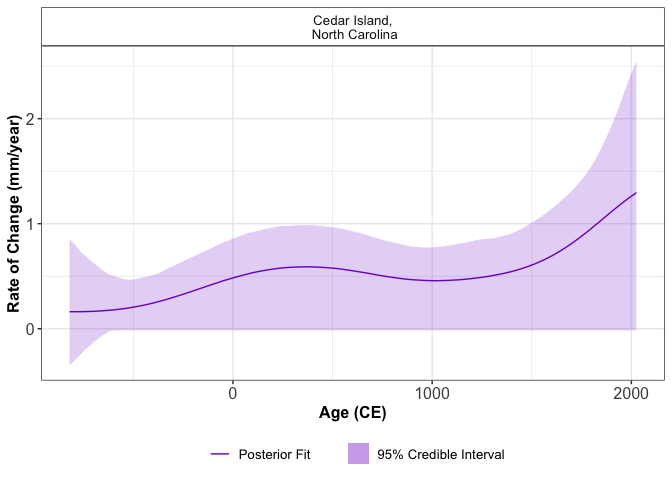 Cedar Island,
North Carolina
Rate of Change (mm/year)
2
1
0
0 1000 2000
Age (CE)
Posterior Fit 95% Credible Interval